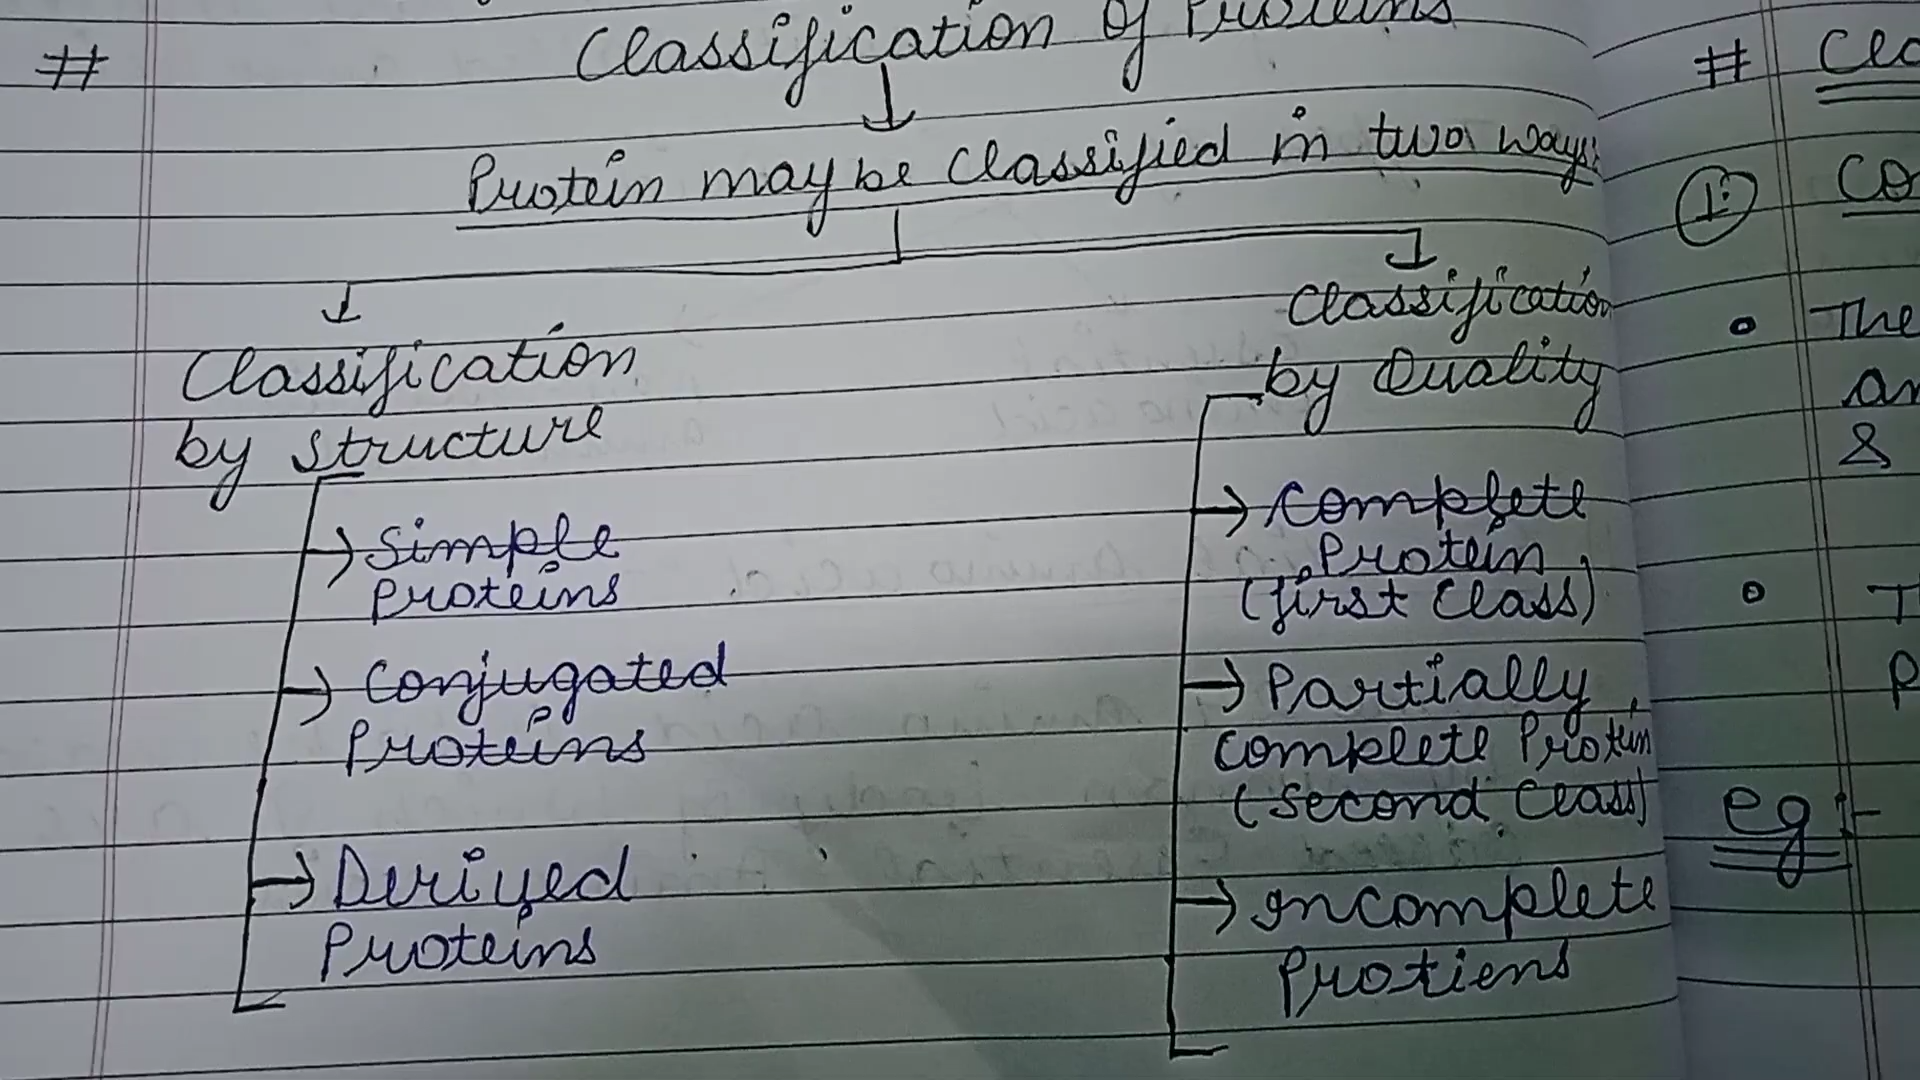 # Classification of Proteins
Protein may be classified in two ways:
Classification
by structure
→ Simple
Proteins
→ Conjugated
Proteins
→ Derived
Proteins
Classification
by Quality
→ Complete
Protein
(first class)
→ Partially
complete Protein
(second class)
→ Incomplete
Protiens
#
1:
The
&
eg:-